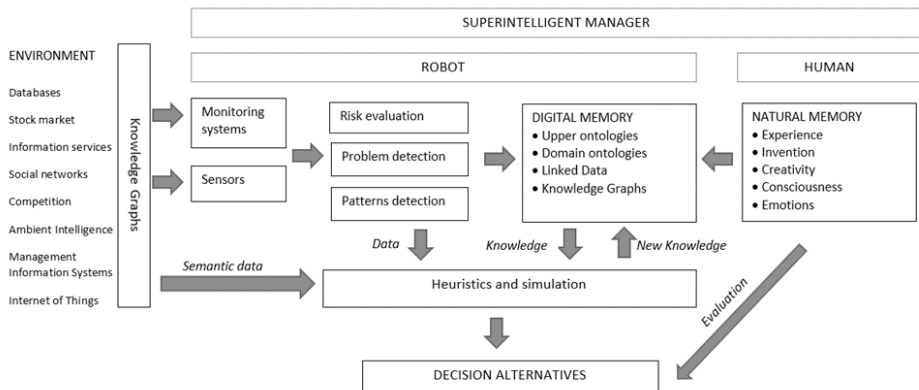 SUPERINTELLIGENT MANAGER
ENVIRONMENT
ROBOT
HUMAN
Databases
Stock market
Information services
Social networks
Competition
Ambient Intelligence
Management
Information Systems
Internet of Things
Knowledge Graphs
Monitoring
systems
Sensors
Risk evaluation
Problem detection
Patterns detection
DIGITAL MEMORY
• Upper ontologies
• Domain ontologies
• Linked Data
• Knowledge Graphs
NATURAL MEMORY
• Experience
• Invention
• Creativity
• Consciousness
• Emotions
Data
Knowledge
New Knowledge
Semantic data
Heuristics and simulation
Evaluation
DECISION ALTERNATIVES